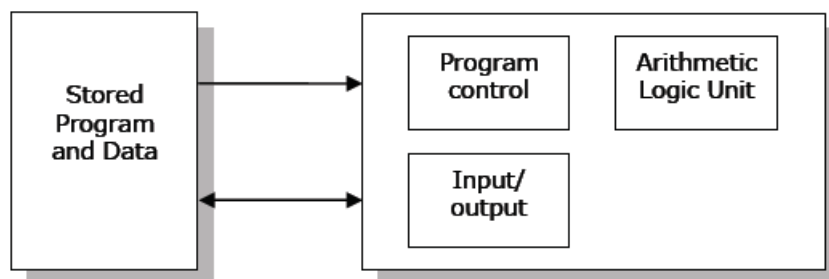 Stored
Program
and Data
Program
control
Arithmetic
Logic Unit
Input/
output